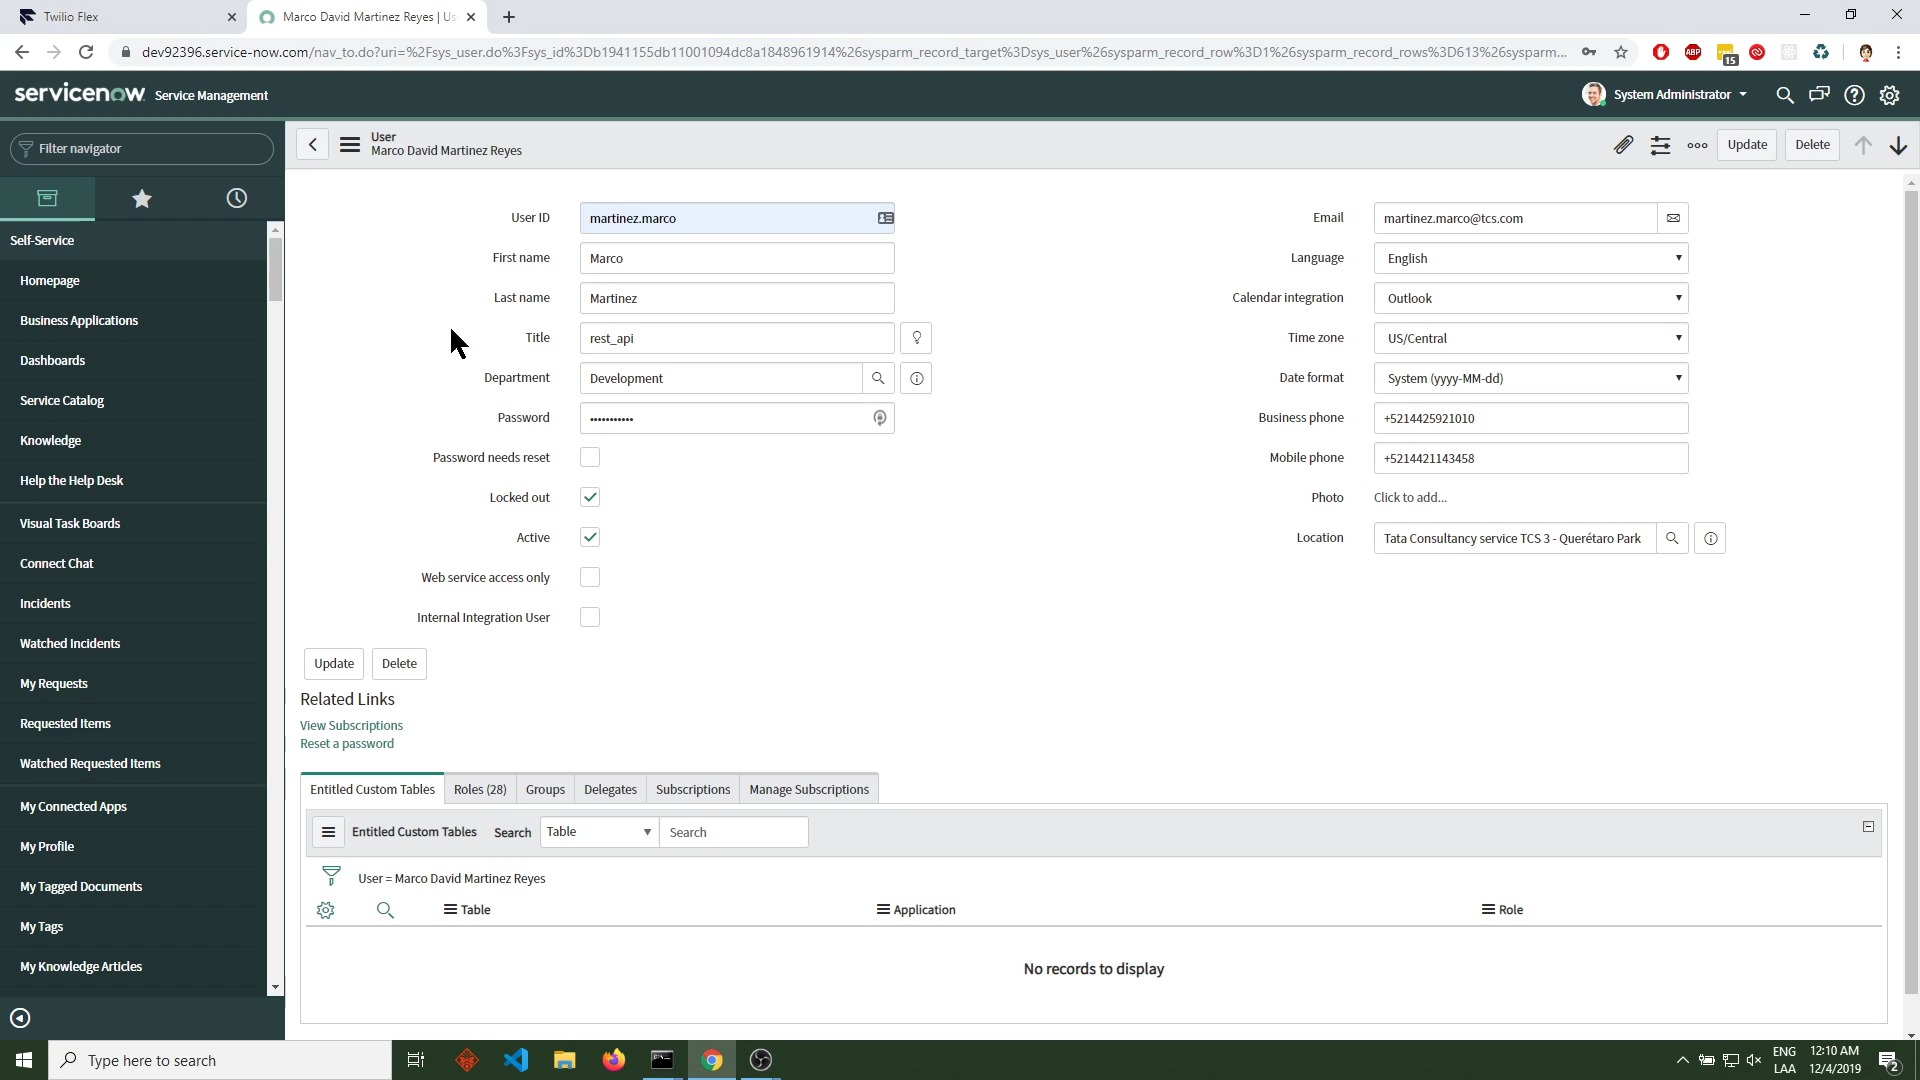 Twilio Flex
Marco David Martinez Reyes | Us
dev92396.service-now.com/nav_to.do?uri=%2Fsys_user.do%3Fsys_id%3Db1941155db11001094dc8a1848961914%26sysparm_record_target%3Dsys_user%26sysparm_record_row%3D1%26sysparm_record_rows%3D613%26sysparm...
ABP
15
servicenow Service Management
System Administrator
Filter navigator
User
Marco David Martinez Reyes
Update
Delete
Self-Service
Homepage
Business Applications
Dashboards
Service Catalog
Knowledge
Help the Help Desk
Visual Task Boards
Connect Chat
Incidents
Watched Incidents
My Requests
Requested Items
Watched Requested Items
My Connected Apps
My Profile
My Tagged Documents
My Tags
My Knowledge Articles
User ID martinez.marco
First name Marco
Last name Martinez
Title rest_api
Department Development
Password •••••••••••
Password needs reset
Locked out
Active
Web service access only
Internal Integration User
Email martinez.marco@tcs.com
Language English
Calendar integration Outlook
Time zone US/Central
Date format System (yyyy-MM-dd)
Business phone +5214425921010
Mobile phone +5214421143458
Photo Click to add...
Location Tata Consultancy service TCS 3 - Querétaro Park
Update Delete
Related Links
View Subscriptions
Reset a password
Entitled Custom Tables Roles (28) Groups Delegates Subscriptions Manage Subscriptions
Entitled Custom Tables Search Table Search
User = Marco David Martinez Reyes
Table Application Role
No records to display
Type here to search
ENG
LAA
12:10 AM
12/4/2019
2